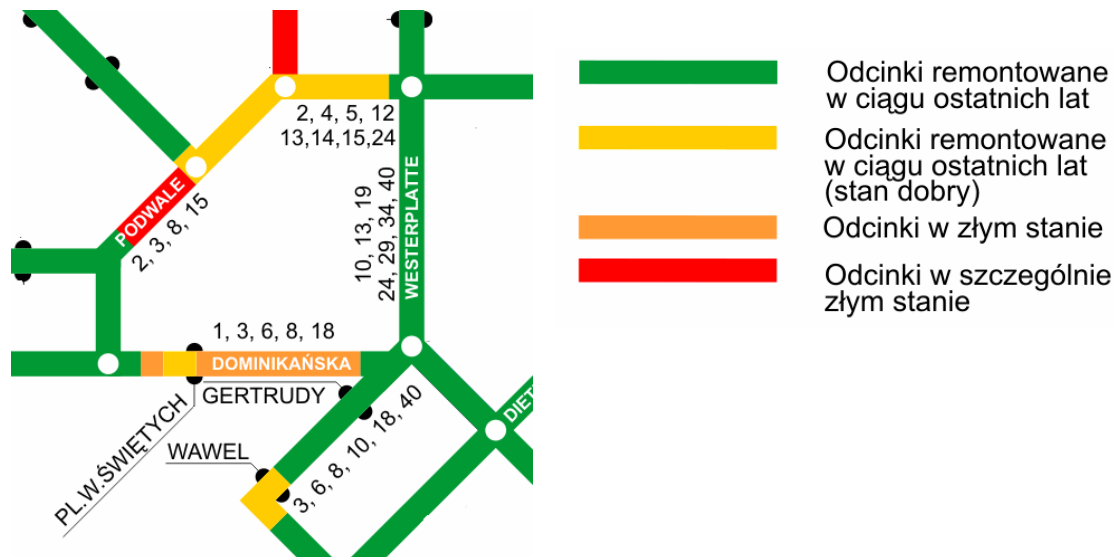 2, 4, 5, 12
13,14,15,24
PODWALE
2, 3, 8, 15
WESTERPLATTE
10, 13, 19
24, 29, 34, 40
1, 3, 6, 8, 18
DOMINIKAŃSKA
GERTRUDY
PL.W.ŚWIĘTYCH
WAWEL
3, 6, 8, 10, 18, 40
Odcinki remontowane
w ciągu ostatnich lat
Odcinki remontowane
w ciągu ostatnich lat
(stan dobry)
Odcinki w złym stanie
Odcinki w szczególnie
złym stanie